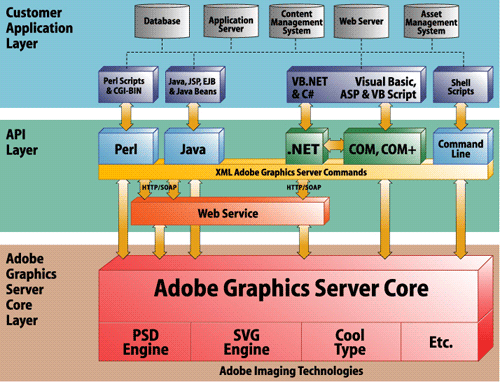 Customer
Application
Layer
Database
Application
Server
Content
Management
System
Web Server
Asset
Management
System
Perl Scripts
& CGI-BIN
Java, JSP, EJB
& Java Beans
VB.NET
& C#
Visual Basic,
ASP & VB Script
Shell
Scripts
API
Layer
Perl
Java
.NET
COM, COM+
Command
Line
XML Adobe Graphics Server Commands
HTTP/SOAP
HTTP/SOAP
Web Service
Adobe
Graphics
Server
Core
Layer
Adobe Graphics Server Core
PSD
Engine
SVG
Engine
Cool
Type
Etc.
Adobe Imaging Technologies